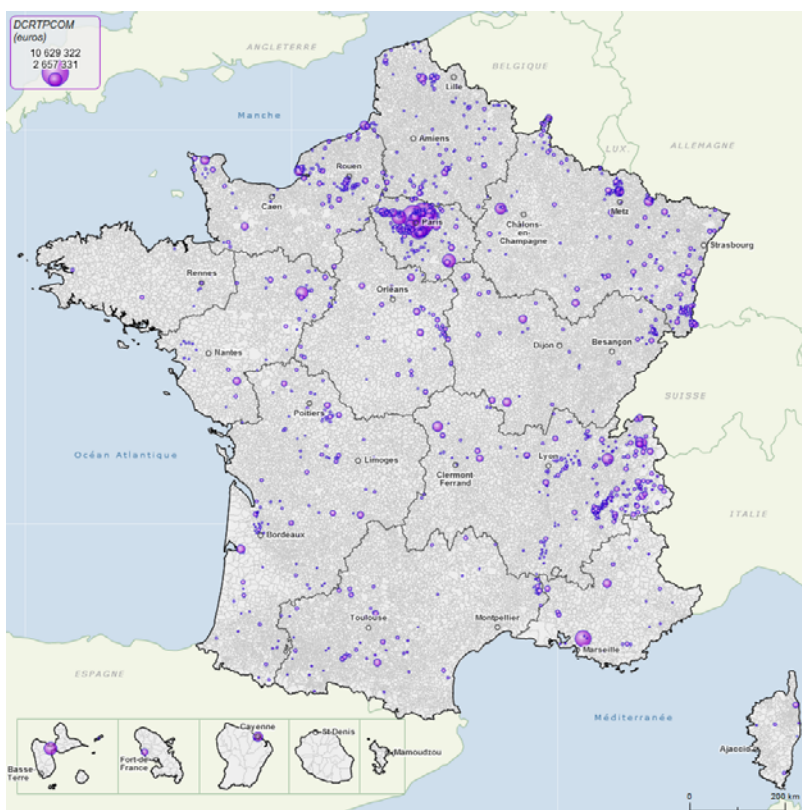 DCRTPCOM
(euros)
10 629 322
2 657 331
ANGLETERRE
BELGIQUE
Lille
Manche
Amiens
LUX.
ALLEMAGNE
Rouen
Metz
Caen
Paris
Châlons-
en-
Champagne
Strasbourg
Rennes
Orléans
Nantes
Dijon
Besançon
SUISSE
Poitiers
Océan Atlantique
Limoges
Clermont-
Ferrand
Lyon
ITALIE
Bordeaux
Toulouse
Montpellier
Marseille
ESPAGNE
Méditerranée
Cayenne
St-Denis
Basse-
Terre
Fort-de-
France
Mamoudzou
Ajaccio
0 200 km